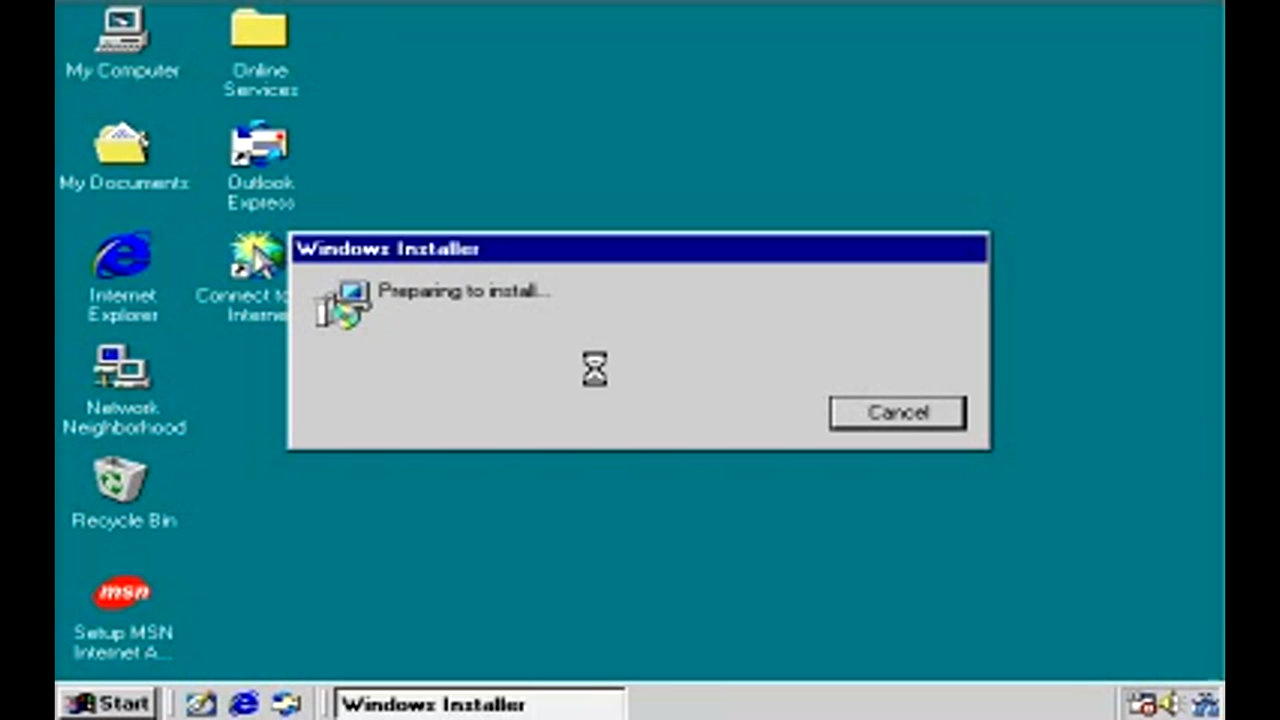 My Computer
Online
Services
My Documents
Outlook
Express
Internet
Explorer
Connect to
Interne
Network
Neighborhood
Recycle Bin
msn
Setup MSN
Internet A...
Windows Installer
Preparing to install...
Cancel
Start
Windows Installer